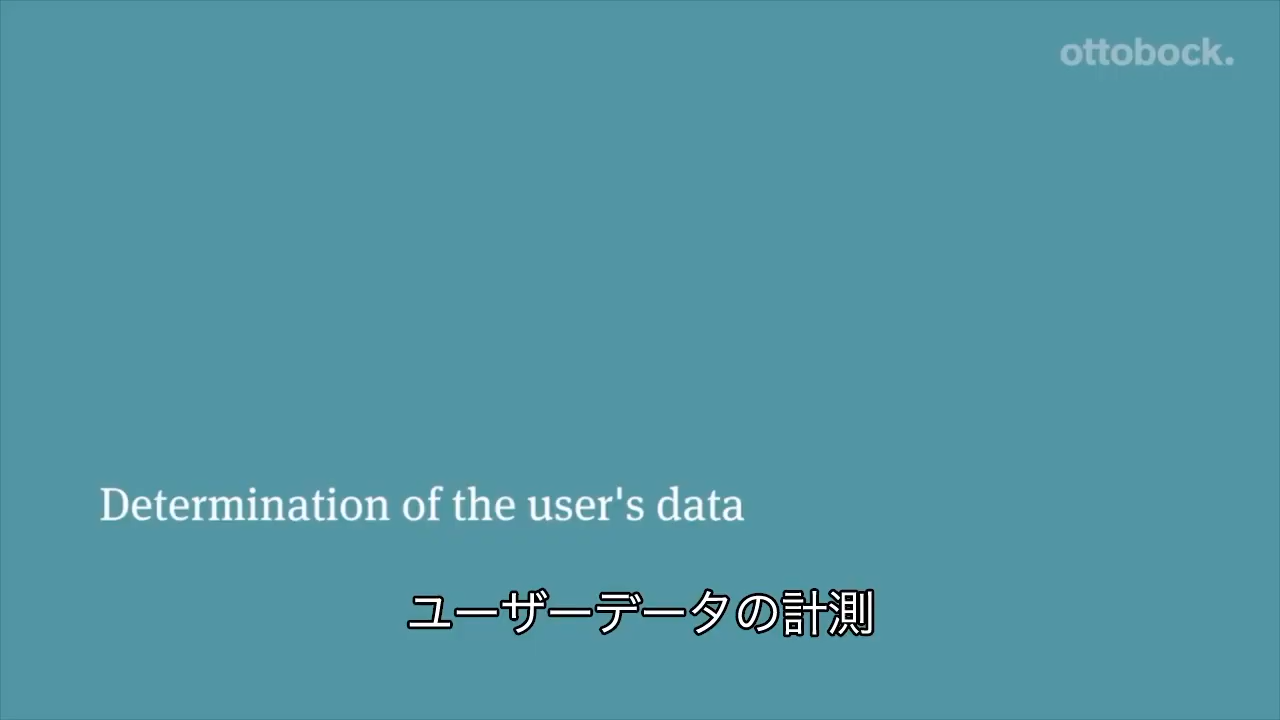 ottobock.
Determination of the user's data
ユーザーデータの計測